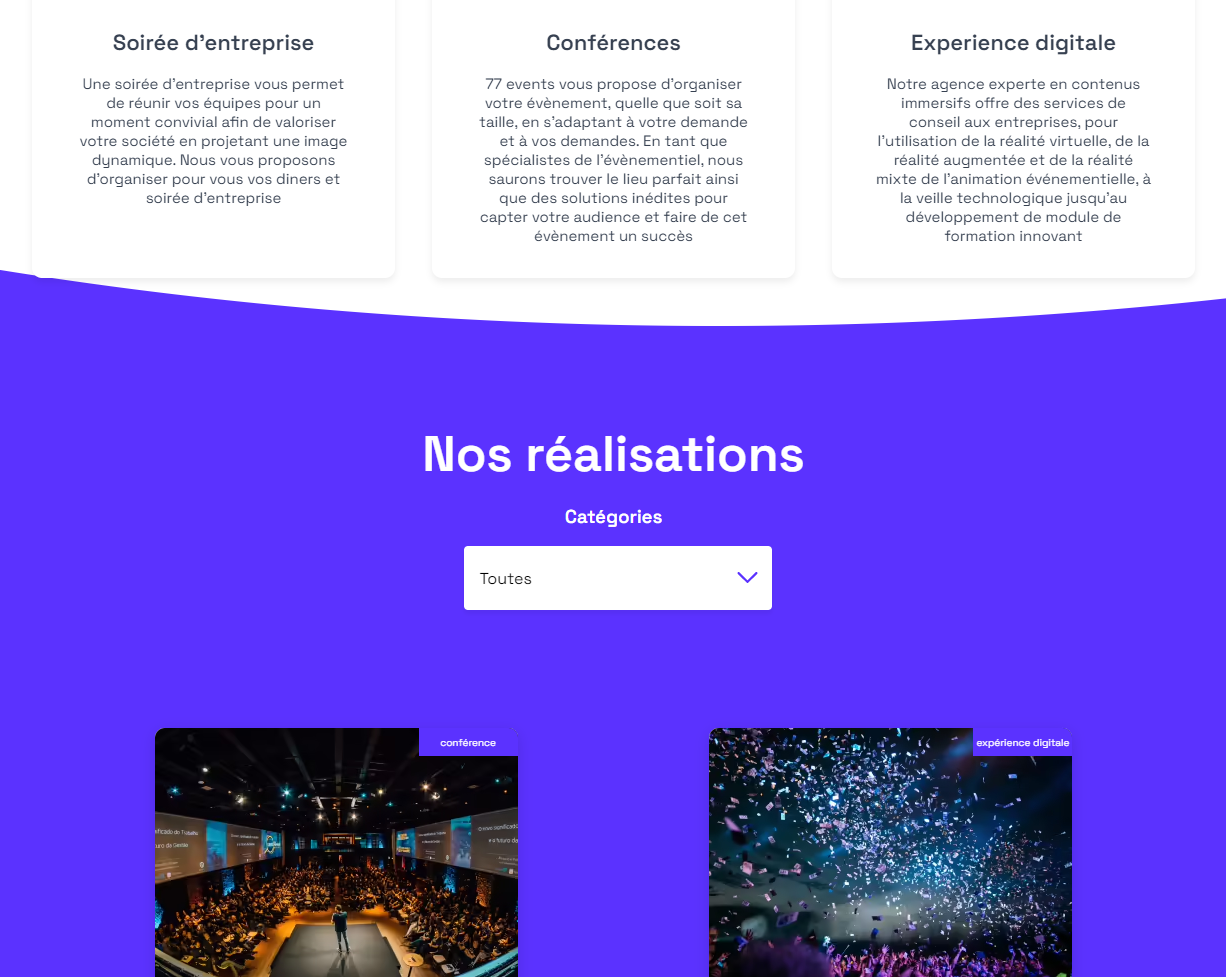 Soirée d'entreprise
Une soirée d'entreprise vous permet
de réunir vos équipes pour un
moment convivial afin de valoriser
votre société en projetant une image
dynamique. Nous vous proposons
d'organiser pour vous vos diners et
soirée d'entreprise
Conférences
77 events vous propose d'organiser
votre évènement, quelle que soit sa
taille, en s'adaptant à votre demande
et à vos demandes. En tant que
spécialistes de l'évènementiel, nous
saurons trouver le lieu parfait ainsi
que des solutions inédites pour
capter votre audience et faire de cet
évènement un succès
Experience digitale
Notre agence experte en contenus
immersifs offre des services de
conseil aux entreprises, pour
l'utilisation de la réalité virtuelle, de la
réalité augmentée et de la réalité
mixte de l'animation événementielle, à
la veille technologique jusqu'au
développement de module de
formation innovant
Nos réalisations
Catégories
Toutes
conférence
expérience digitale